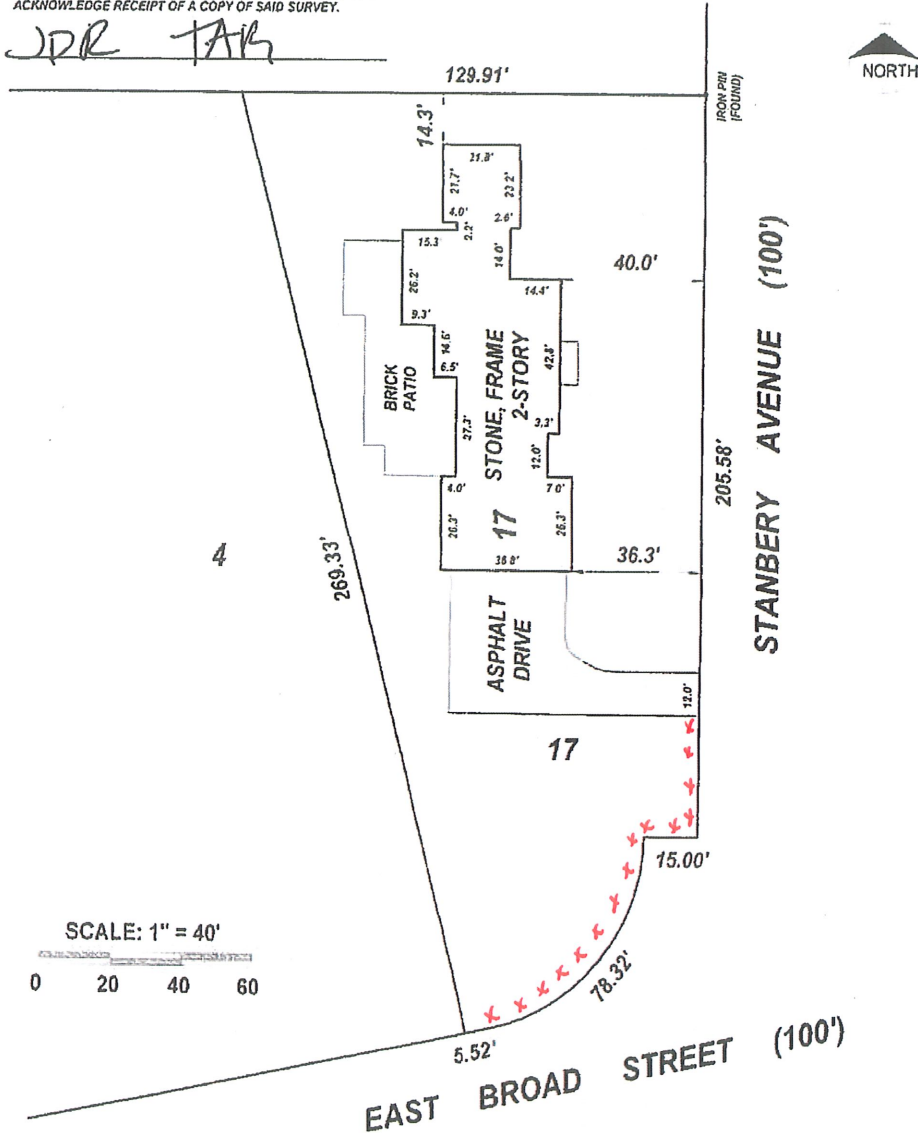 ACKNOWLEDGE RECEIPT OF A COPY OF SAID SURVEY.
JDR TAR
NORTH
129.91'
IRON PIN
(FOUND)
14.3'
21.8'
21.7'
23.2'
4.0'
2.2'
2.6'
15.3'
14.0'
40.0'
26.2'
14.4'
9.3'
14.6'
6.5'
42.8'
BRICK
PATIO
STONE, FRAME
2-STORY
17
27.3'
3.3'
12.0'
4.0'
7.0'
26.3'
26.3'
36.8'
36.3'
205.58'
STANBERY AVENUE (100')
4
269.33'
ASPHALT
DRIVE
12.0'
17
15.00'
SCALE: 1" = 40'
0 20 40 60
78.32'
5.52'
EAST BROAD STREET (100')